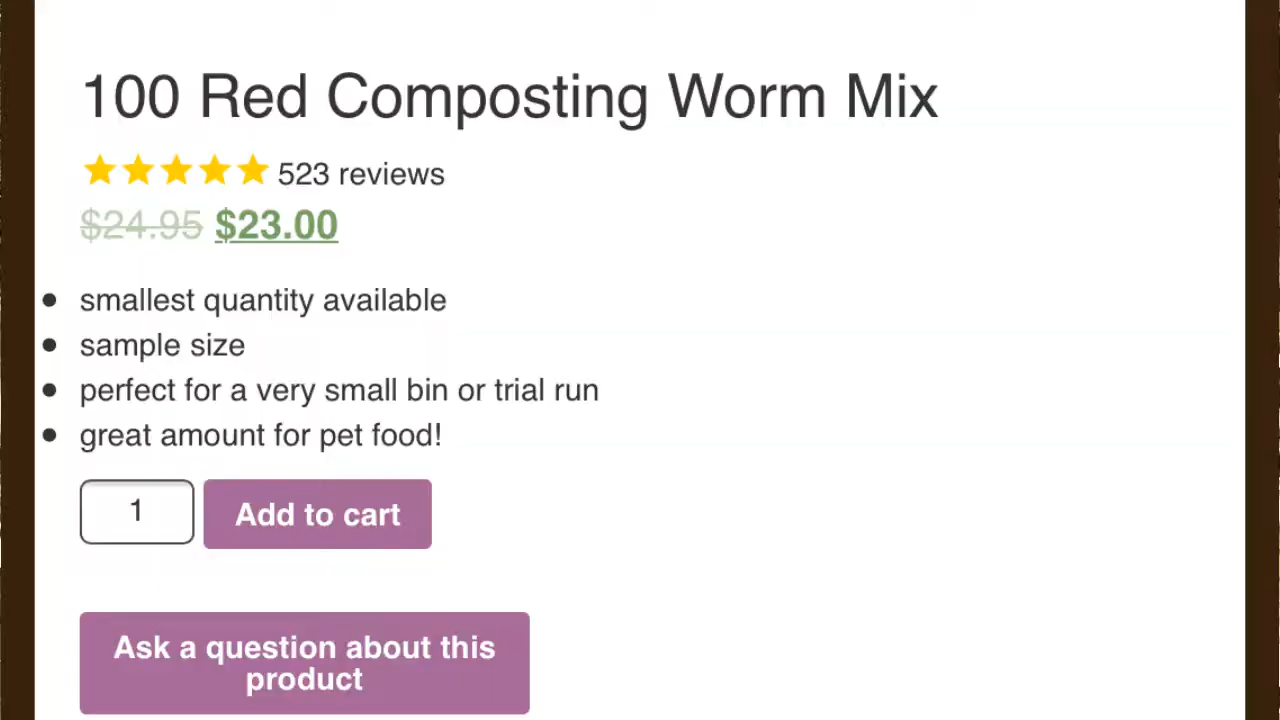 100 Red Composting Worm Mix
523 reviews
$24.95 $23.00
smallest quantity available
sample size
perfect for a very small bin or trial run
great amount for pet food!
1 Add to cart
Ask a question about this
product